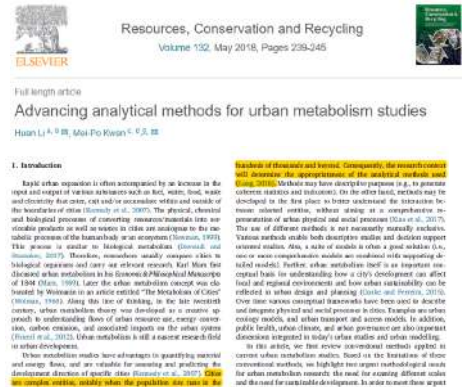 Resources, Conservation and Recycling
Volume 132, May 2018, Pages 239-245
ELSEVIER
Full length article
Advancing analytical methods for urban metabolism studies
Huan Li, Mei-Po Kwan
1. Introduction
Rapid urban expansion is often accompanied by an increase in the
input and output of various substances such as fuel, water, food, waste
and electricity that enter, exit and/or accumulate within and outside of
the boundaries of cities (Kennedy et al., 2007). The physical, chemical
and biological processes of converting resources/materials into ser-
viceable products as well as wastes in cities are analogous to the me-
tabolic processes of the human body or an ecosystem (Newman, 1999).
This process is similar to biological metabolism
2017). Therefore, researchers usually compare cities to
biological organisms and carry out relevant research. Karl Marx first
discussed urban metabolism in his Economic & Philosophical Manuscripts
of 1844 (Marx, 1959). Later the urban metabolism concept was ela-
borated by Wolman in an article entitled "The Metabolism of Cities"
(Wolman, 1965). Along this line of thinking, in the late twentieth
century, urban metabolism theory was developed as a creative ap-
proach to understanding flows of urban resource use, energy conver-
sion, carbon emission, and associated impacts on the urban system
2012). Urban metabolism is still a nascent research field
in urban development.
Urban metabolism studies have advantages in quantifying material
and energy flows, and are valuable for assessing and predicting the
development direction of specific cities (Kennedy et al., 2007). Cities
are complex entities, notably when the population size runs in the
hundreds of thousands and beyond. Consequently, the research context
will determine the appropriateness of the analytical methods used
(Long, 2016). Methods may have descriptive purposes (e.g., to generate
coherent statistics and indicators). On the other hand, methods may be
developed in the first place to better understand the interaction be-
tween selected entities, without aiming at a comprehensive re-
presentation of urban physical and social processes
The use of different methods is not necessarily mutually exclusive.
Various methods enable both descriptive studies and decision support
oriented studies. Also, a suite of models is often a good solution (i.e.,
one or more comprehensive models are combined with supporting de-
tailed models). Further, urban metabolism itself is an important con-
ceptual basis for understanding how a city's development can affect
local and regional environments and how urban sustainability can be
reflected in urban design and planning
Over time various conceptual frameworks have been used to describe
and integrate physical and social processes in cities. Examples are urban
ecology models, and urban transport and access models. In addition,
public health, urban climate, and urban governance are also important
dimensions integrated in today's urban studies and urban modelling.
In this article, we first review conventional methods applied in
current urban metabolism studies. Based on the limitations of these
conventional methods, we highlight two urgent methodological needs
for urban metabolism research: the need for examining different scales
and the need for sustainable development. In order to meet these urgent